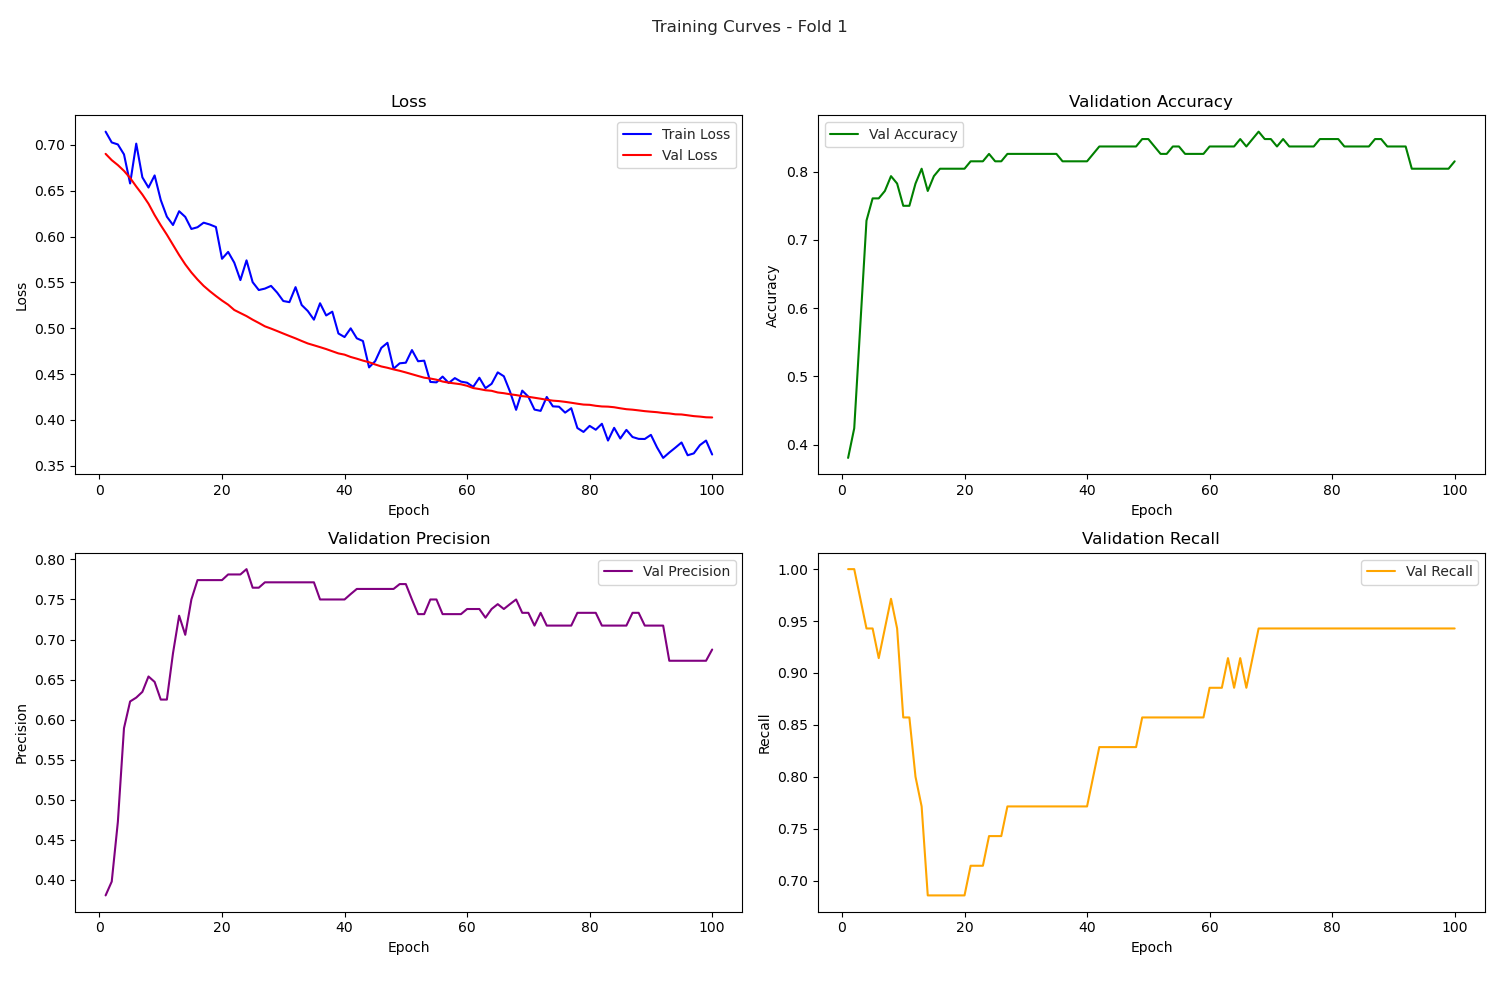 Training Curves - Fold 1
Loss
Train Loss
Val Loss
0.70
0.65
0.60
0.55
0.50
0.45
0.40
0.35
Loss
0 20 40 60 80 100
Epoch
Validation Accuracy
Val Accuracy
0.8
0.7
0.6
0.5
0.4
Accuracy
0 20 40 60 80 100
Epoch
Validation Precision
Val Precision
0.80
0.75
0.70
0.65
0.60
0.55
0.50
0.45
0.40
Precision
0 20 40 60 80 100
Epoch
Validation Recall
Val Recall
1.00
0.95
0.90
0.85
0.80
0.75
0.70
Recall
0 20 40 60 80 100
Epoch